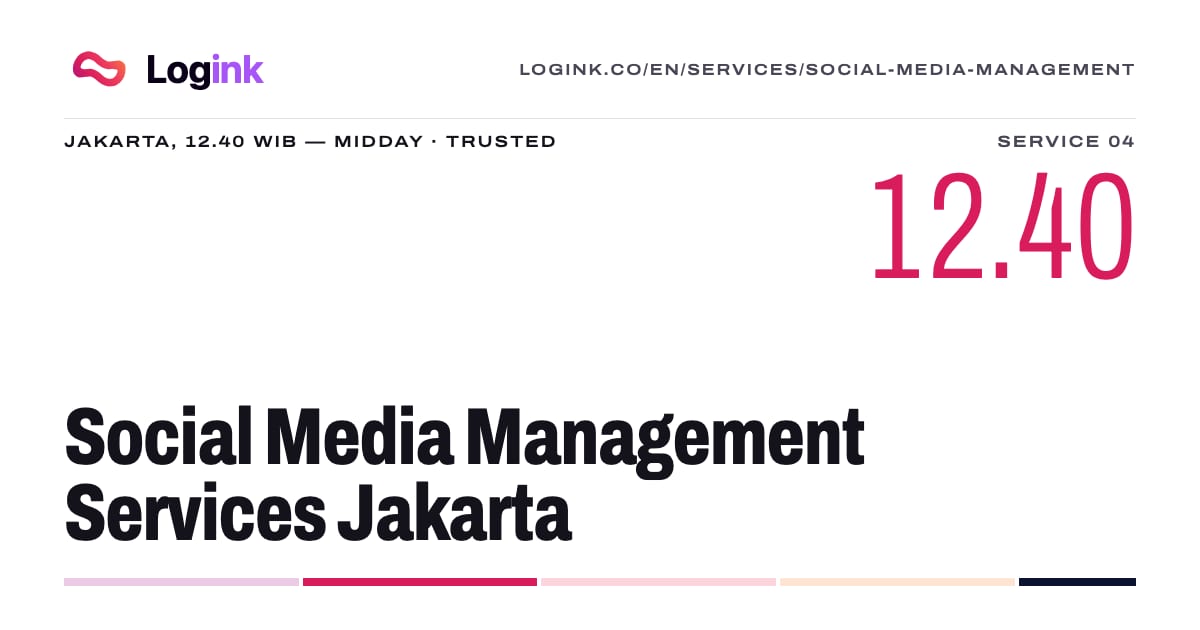 Logink
LOGINK.CO/EN/SERVICES/SOCIAL-MEDIA-MANAGEMENT
JAKARTA, 12.40 WIB — MIDDAY · TRUSTED
SERVICE 04
12.40
Social Media Management
Services Jakarta